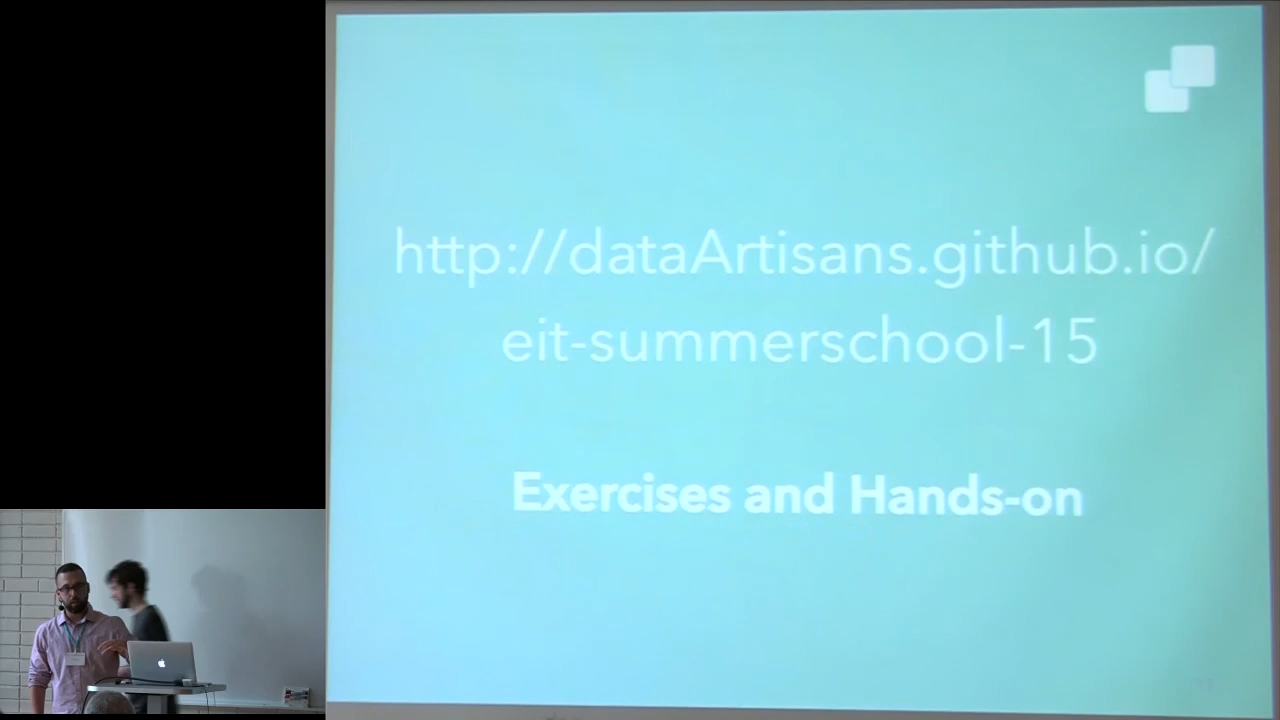 http://dataArtisans.github.io/
eit-summerschool-15
Exercises and Hands-on